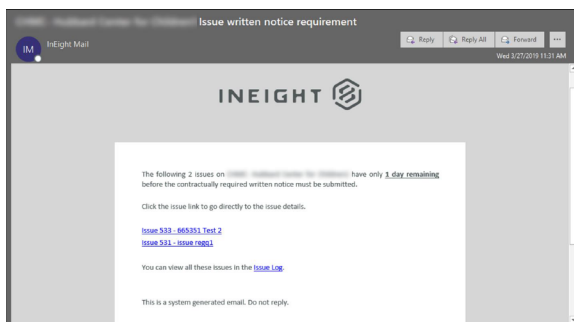 Issue written notice requirement
IM
InEight Mail
Reply
Reply All
Forward
Wed 3/27/2019 11:31 AM
INEIGHT
The following 2 issues on have only 1 day remaining
before the contractually required written notice must be submitted.
Click the issue link to go directly to the issue details.
Issue 533 - 665351 Test 2
Issue 531 - issue regq1
You can view all these issues in the Issue Log.
This is a system generated email. Do not reply.